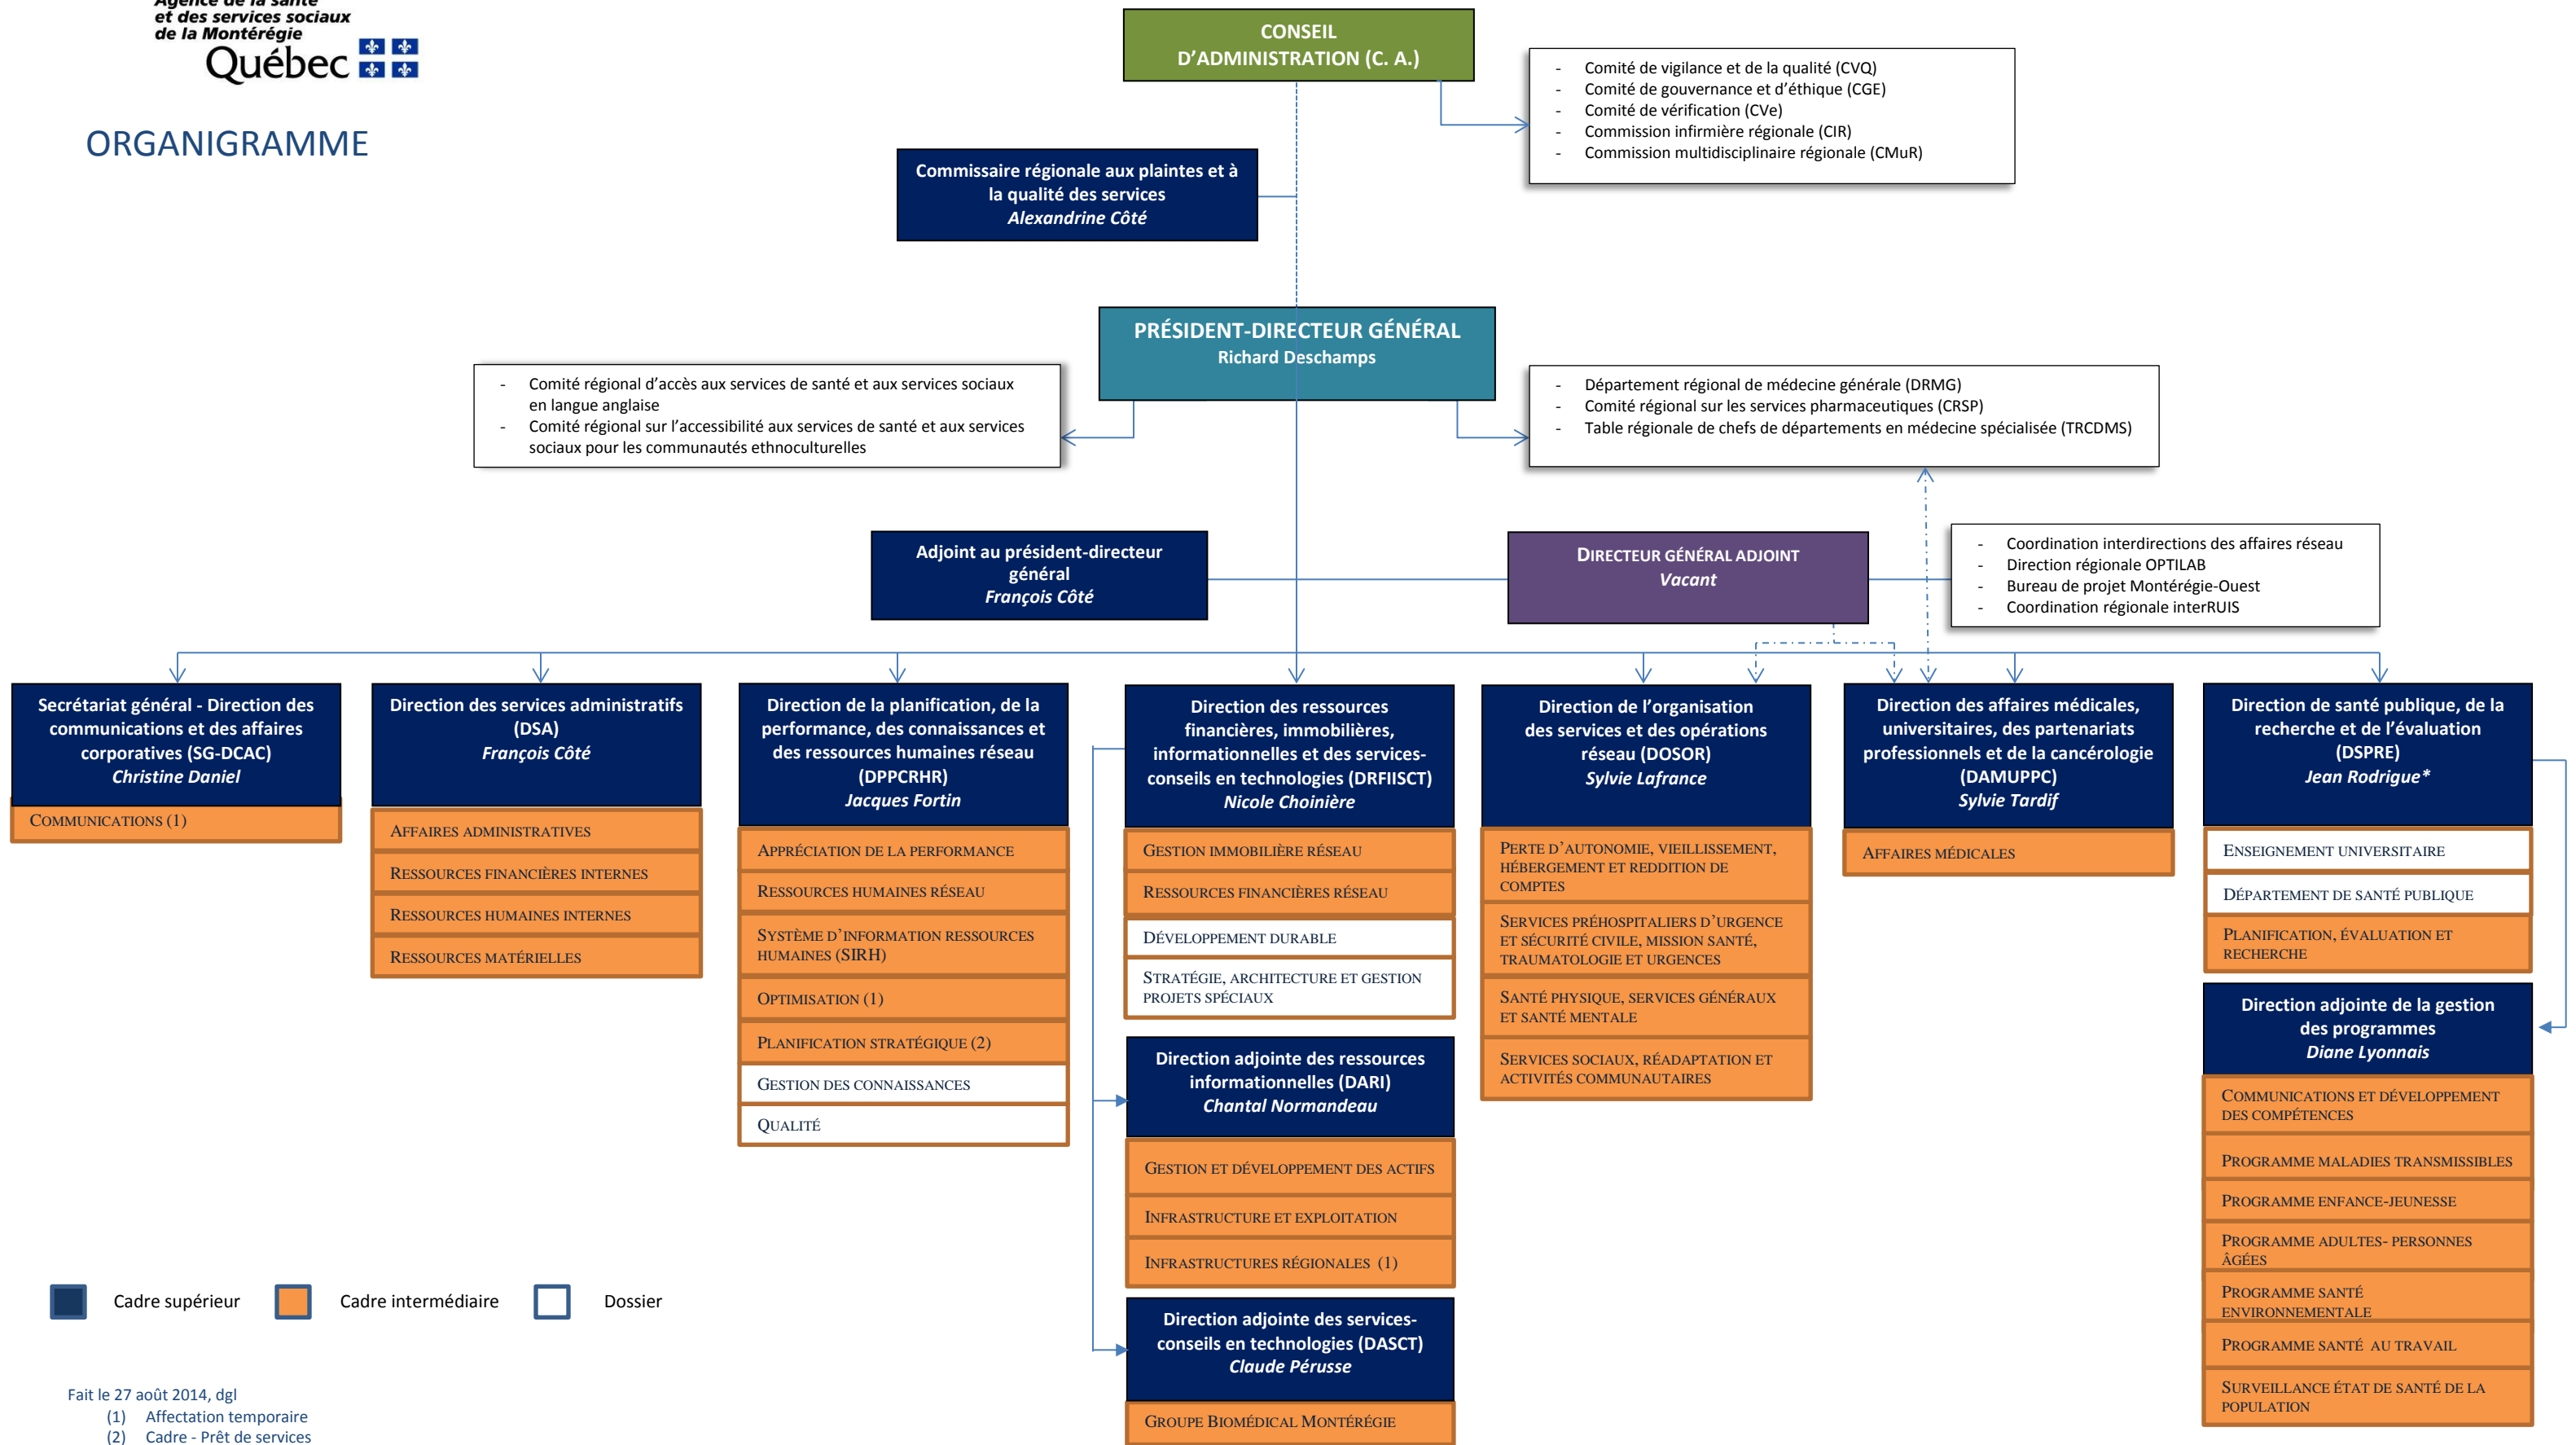 Agence de la santé
et des services sociaux
de la Montérégie
Québec
ORGANIGRAMME
CONSEIL
D'ADMINISTRATION (C. A.)
- Comité de vigilance et de la qualité (CVQ)
- Comité de gouvernance et d'éthique (CGE)
- Comité de vérification (CVe)
- Commission infirmière régionale (CIR)
- Commission multidisciplinaire régionale (CMuR)
Commissaire régionale aux plaintes et à
la qualité des services
Alexandrine Côté
PRÉSIDENT-DIRECTEUR GÉNÉRAL
Richard Deschamps
- Comité régional d'accès aux services de santé et aux services sociaux
en langue anglaise
- Comité régional sur l'accessibilité aux services de santé et aux services
sociaux pour les communautés ethnoculturelles
- Département régional de médecine générale (DRMG)
- Comité régional sur les services pharmaceutiques (CRSP)
- Table régionale de chefs de départements en médecine spécialisée (TRCDMS)
Adjoint au président-directeur
général
François Côté
DIRECTEUR GÉNÉRAL ADJOINT
Vacant
- Coordination interdirections des affaires réseau
- Direction régionale OPTILAB
- Bureau de projet Montérégie-Ouest
- Coordination régionale interRUIS
Secrétariat général - Direction des
communications et des affaires
corporatives (SG-DCAC)
Christine Daniel
COMMUNICATIONS (1)
Direction des services administratifs
(DSA)
François Côté
AFFAIRES ADMINISTRATIVES
RESSOURCES FINANCIÈRES INTERNES
RESSOURCES HUMAINES INTERNES
RESSOURCES MATÉRIELLES
Direction de la planification, de la
performance, des connaissances et
des ressources humaines réseau
(DPPCRHR)
Jacques Fortin
APPRÉCIATION DE LA PERFORMANCE
RESSOURCES HUMAINES RÉSEAU
SYSTÈME D'INFORMATION RESSOURCES
HUMAINES (SIRH)
OPTIMISATION (1)
PLANIFICATION STRATÉGIQUE (2)
GESTION DES CONNAISSANCES
QUALITÉ
Direction des ressources
financières, immobilières,
informationnelles et des services-
conseils en technologies (DRFIISCT)
Nicole Choinière
GESTION IMMOBILIÈRE RÉSEAU
RESSOURCES FINANCIÈRES RÉSEAU
DÉVELOPPEMENT DURABLE
STRATÉGIE, ARCHITECTURE ET GESTION
PROJETS SPÉCIAUX
Direction adjointe des ressources
informationnelles (DARI)
Chantal Normandeau
GESTION ET DÉVELOPPEMENT DES ACTIFS
INFRASTRUCTURE ET EXPLOITATION
INFRASTRUCTURES RÉGIONALES (1)
Direction adjointe des services-
conseils en technologies (DASCT)
Claude Pérusse
GROUPE BIOMÉDICAL MONTÉRÉGIE
Direction de l'organisation
des services et des opérations
réseau (DOSOR)
Sylvie Lafrance
PERTE D'AUTONOMIE, VIEILLISSEMENT,
HÉBERGEMENT ET REDDITION DE
COMPTES
SERVICES PRÉHOSPITALIERS D'URGENCE
ET SÉCURITÉ CIVILE, MISSION SANTÉ,
TRAUMATOLOGIE ET URGENCES
SANTÉ PHYSIQUE, SERVICES GÉNÉRAUX
ET SANTÉ MENTALE
SERVICES SOCIAUX, RÉADAPTATION ET
ACTIVITÉS COMMUNAUTAIRES
Direction des affaires médicales,
universitaires, des partenariats
professionnels et de la cancérologie
(DAMUPPC)
Sylvie Tardif
AFFAIRES MÉDICALES
Direction de santé publique, de la
recherche et de l'évaluation
(DSPRE)
Jean Rodrigue*
ENSEIGNEMENT UNIVERSITAIRE
DÉPARTEMENT DE SANTÉ PUBLIQUE
PLANIFICATION, ÉVALUATION ET
RECHERCHE
Direction adjointe de la gestion
des programmes
Diane Lyonnais
COMMUNICATIONS ET DÉVELOPPEMENT
DES COMPÉTENCES
PROGRAMME MALADIES TRANSMISSIBLES
PROGRAMME ENFANCE-JEUNESSE
PROGRAMME ADULTES- PERSONNES
ÂGÉES
PROGRAMME SANTÉ
ENVIRONNEMENTALE
PROGRAMME SANTÉ AU TRAVAIL
SURVEILLANCE ÉTAT DE SANTÉ DE LA
POPULATION
Cadre supérieur
Cadre intermédiaire
Dossier
Fait le 27 août 2014, dgl
(1) Affectation temporaire
(2) Cadre - Prêt de services